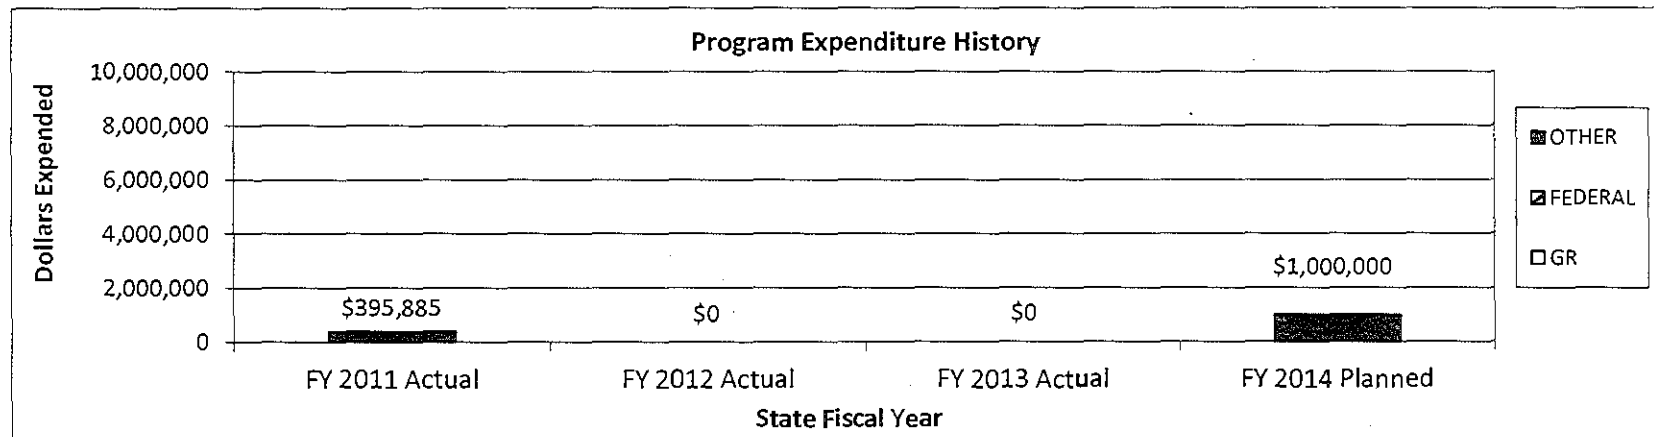 Program Expenditure History
Dollars Expended
10,000,000
8,000,000
6,000,000
4,000,000
2,000,000
0
$395,885
$0
$0
$1,000,000
FY 2011 Actual
FY 2012 Actual
FY 2013 Actual
FY 2014 Planned
State Fiscal Year
OTHER
FEDERAL
GR